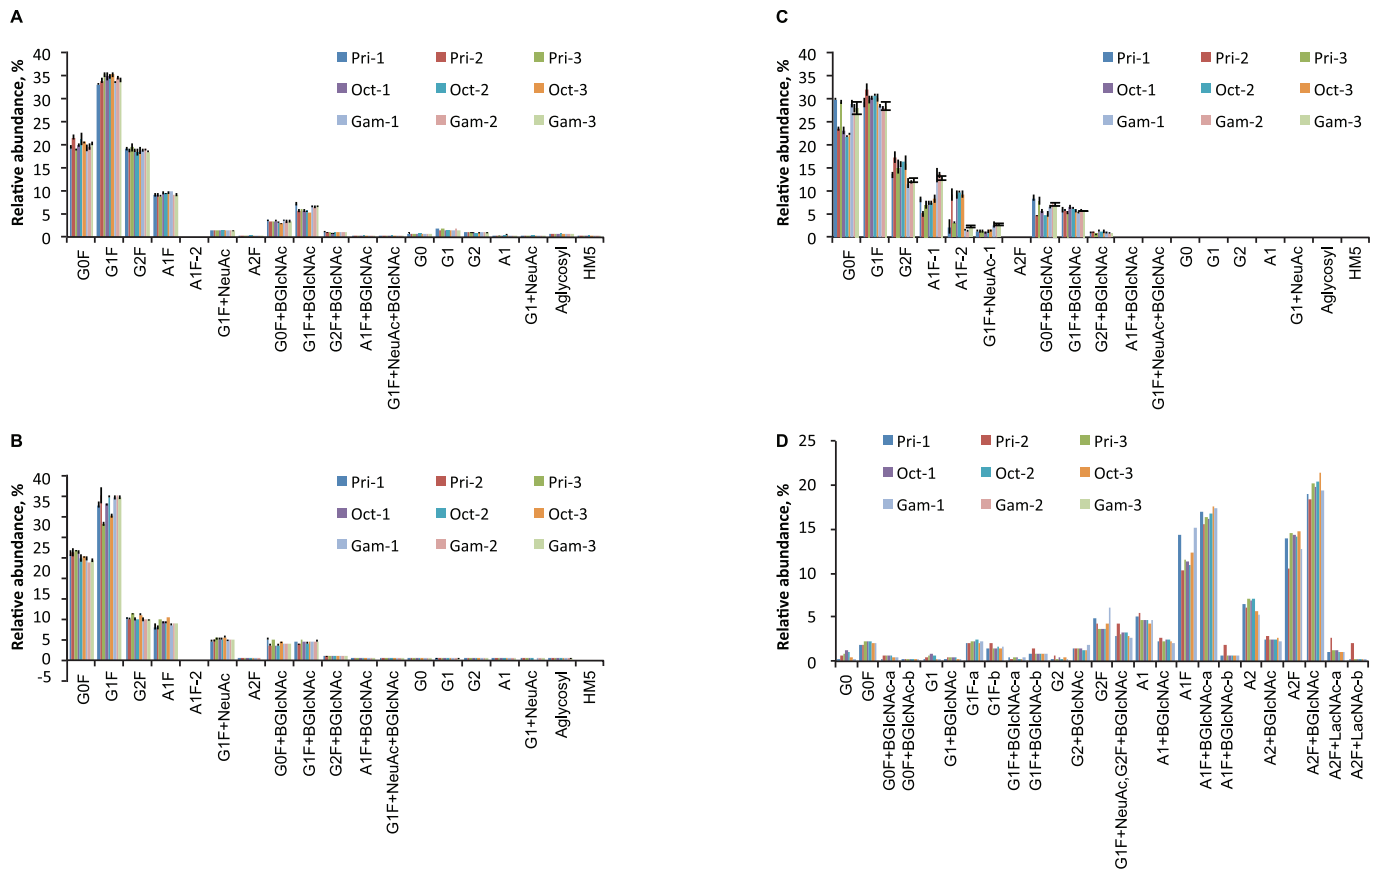 A
Relative abundance, %
40
35
30
25
20
15
10
5
0
Pri-1 Pri-2 Pri-3
Oct-1 Oct-2 Oct-3
Gam-1 Gam-2 Gam-3
G0F
G1F
G2F
A1F
A1F-2
G1F+NeuAc
A2F
G0F+BGlcNAc
G1F+BGlcNAc
G2F+BGlcNAc
A1F+BGlcNAc
G1F+NeuAc+BGlcNAc
G0
G1
G2
A1
G1+NeuAc
Aglycosyl
HM5
B
Relative abundance, %
40
35
30
25
20
15
10
5
0
-5
Pri-1 Pri-2 Pri-3
Oct-1 Oct-2 Oct-3
Gam-1 Gam-2 Gam-3
G0F
G1F
G2F
A1F
A1F-2
G1F+NeuAc
A2F
G0F+BGlcNAc
G1F+BGlcNAc
G2F+BGlcNAc
A1F+BGlcNAc
G1F+NeuAc+BGlcNAc
G0
G1
G2
A1
G1+NeuAc
Aglycosyl
HM5
C
Relative abundance, %
40
35
30
25
20
15
10
5
0
Pri-1 Pri-2 Pri-3
Oct-1 Oct-2 Oct-3
Gam-1 Gam-2 Gam-3
G0F
G1F
G2F
A1F-1
A1F-2
G1F+NeuAc-1
A2F
G0F+BGlcNAc
G1F+BGlcNAc
G2F+BGlcNAc
A1F+BGlcNAc
G1F+NeuAc+BGlcNAc
G0
G1
G2
A1
G1+NeuAc
Aglycosyl
HM5
D
Relative abundance, %
25
20
15
10
5
0
Pri-1 Pri-2 Pri-3
Oct-1 Oct-2 Oct-3
Gam-1 Gam-2 Gam-3
G0
G0F
G0F+BGlcNAc-a
G0F+BGlcNAc-b
G1
G1+BGlcNAc
G1F-a
G1F-b
G1F+BGlcNAc-a
G1F+BGlcNAc-b
G2
G2+BGlcNAc
G2F
G1F+NeuAc,G2F+BGlcNAc
A1
A1+BGlcNAc
A1F
A1F+BGlcNAc-a
A1F+BGlcNAc-b
A2
A2+BGlcNAc
A2F
A2F+BGlcNAc
A2F+LacNAc-a
A2F+LacNAc-b